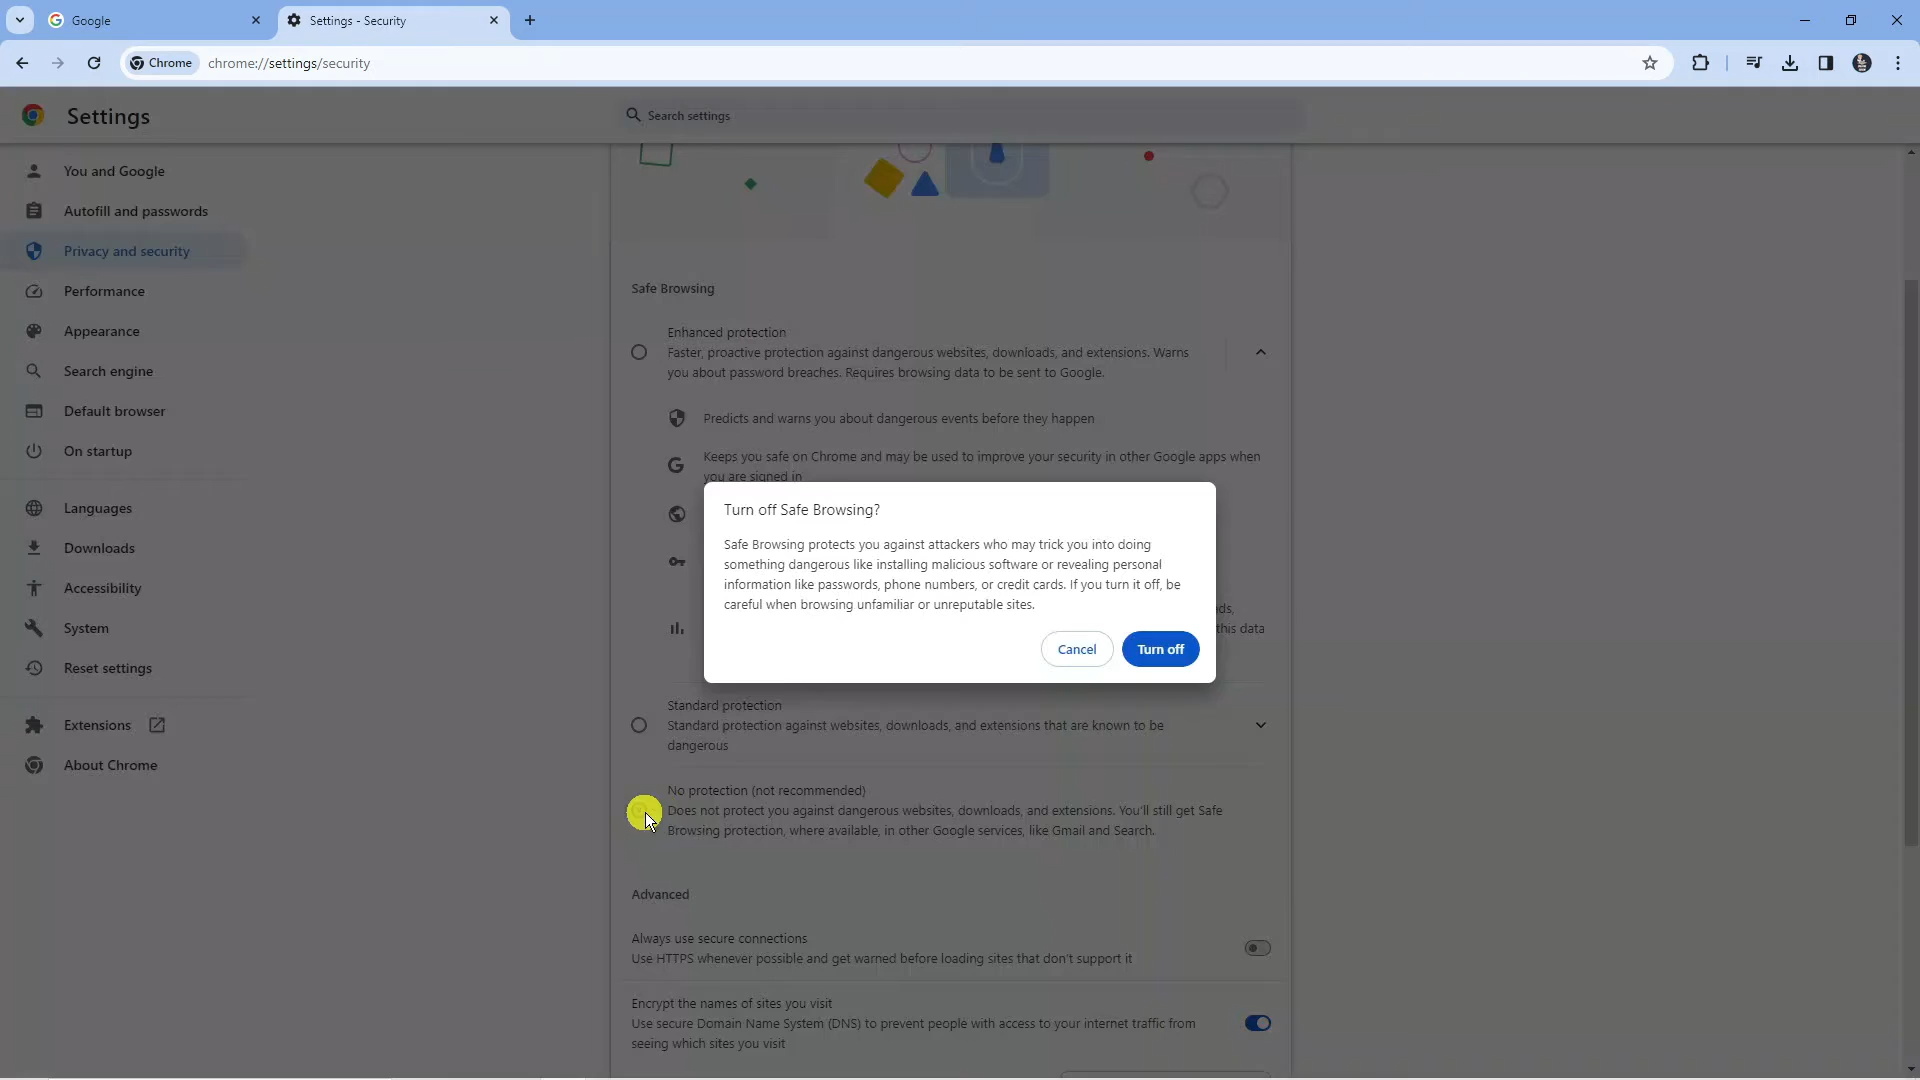 Google
Settings - Security
Chrome
chrome://settings/security
Settings
Search settings
You and Google
Autofill and passwords
Privacy and security
Performance
Appearance
Search engine
Default browser
On startup
Languages
Downloads
Accessibility
System
Reset settings
Extensions
About Chrome
Safe Browsing
Enhanced protection
Faster, proactive protection against dangerous websites, downloads, and extensions. Warns
you about password breaches. Requires browsing data to be sent to Google.
Predicts and warns you about dangerous events before they happen
Keeps you safe on Chrome and may be used to improve your security in other Google apps when
you are signed in
Turn off Safe Browsing?
Safe Browsing protects you against attackers who may trick you into doing
something dangerous like installing malicious software or revealing personal
information like passwords, phone numbers, or credit cards. If you turn it off, be
careful when browsing unfamiliar or unreputable sites.
Cancel
Turn off
this data
Standard protection
Standard protection against websites, downloads, and extensions that are known to be
dangerous
No protection (not recommended)
Does not protect you against dangerous websites, downloads, and extensions. You'll still get Safe
Browsing protection, where available, in other Google services, like Gmail and Search.
Advanced
Always use secure connections
Use HTTPS whenever possible and get warned before loading sites that don't support it
Encrypt the names of sites you visit
Use secure Domain Name System (DNS) to prevent people with access to your internet traffic from
seeing which sites you visit